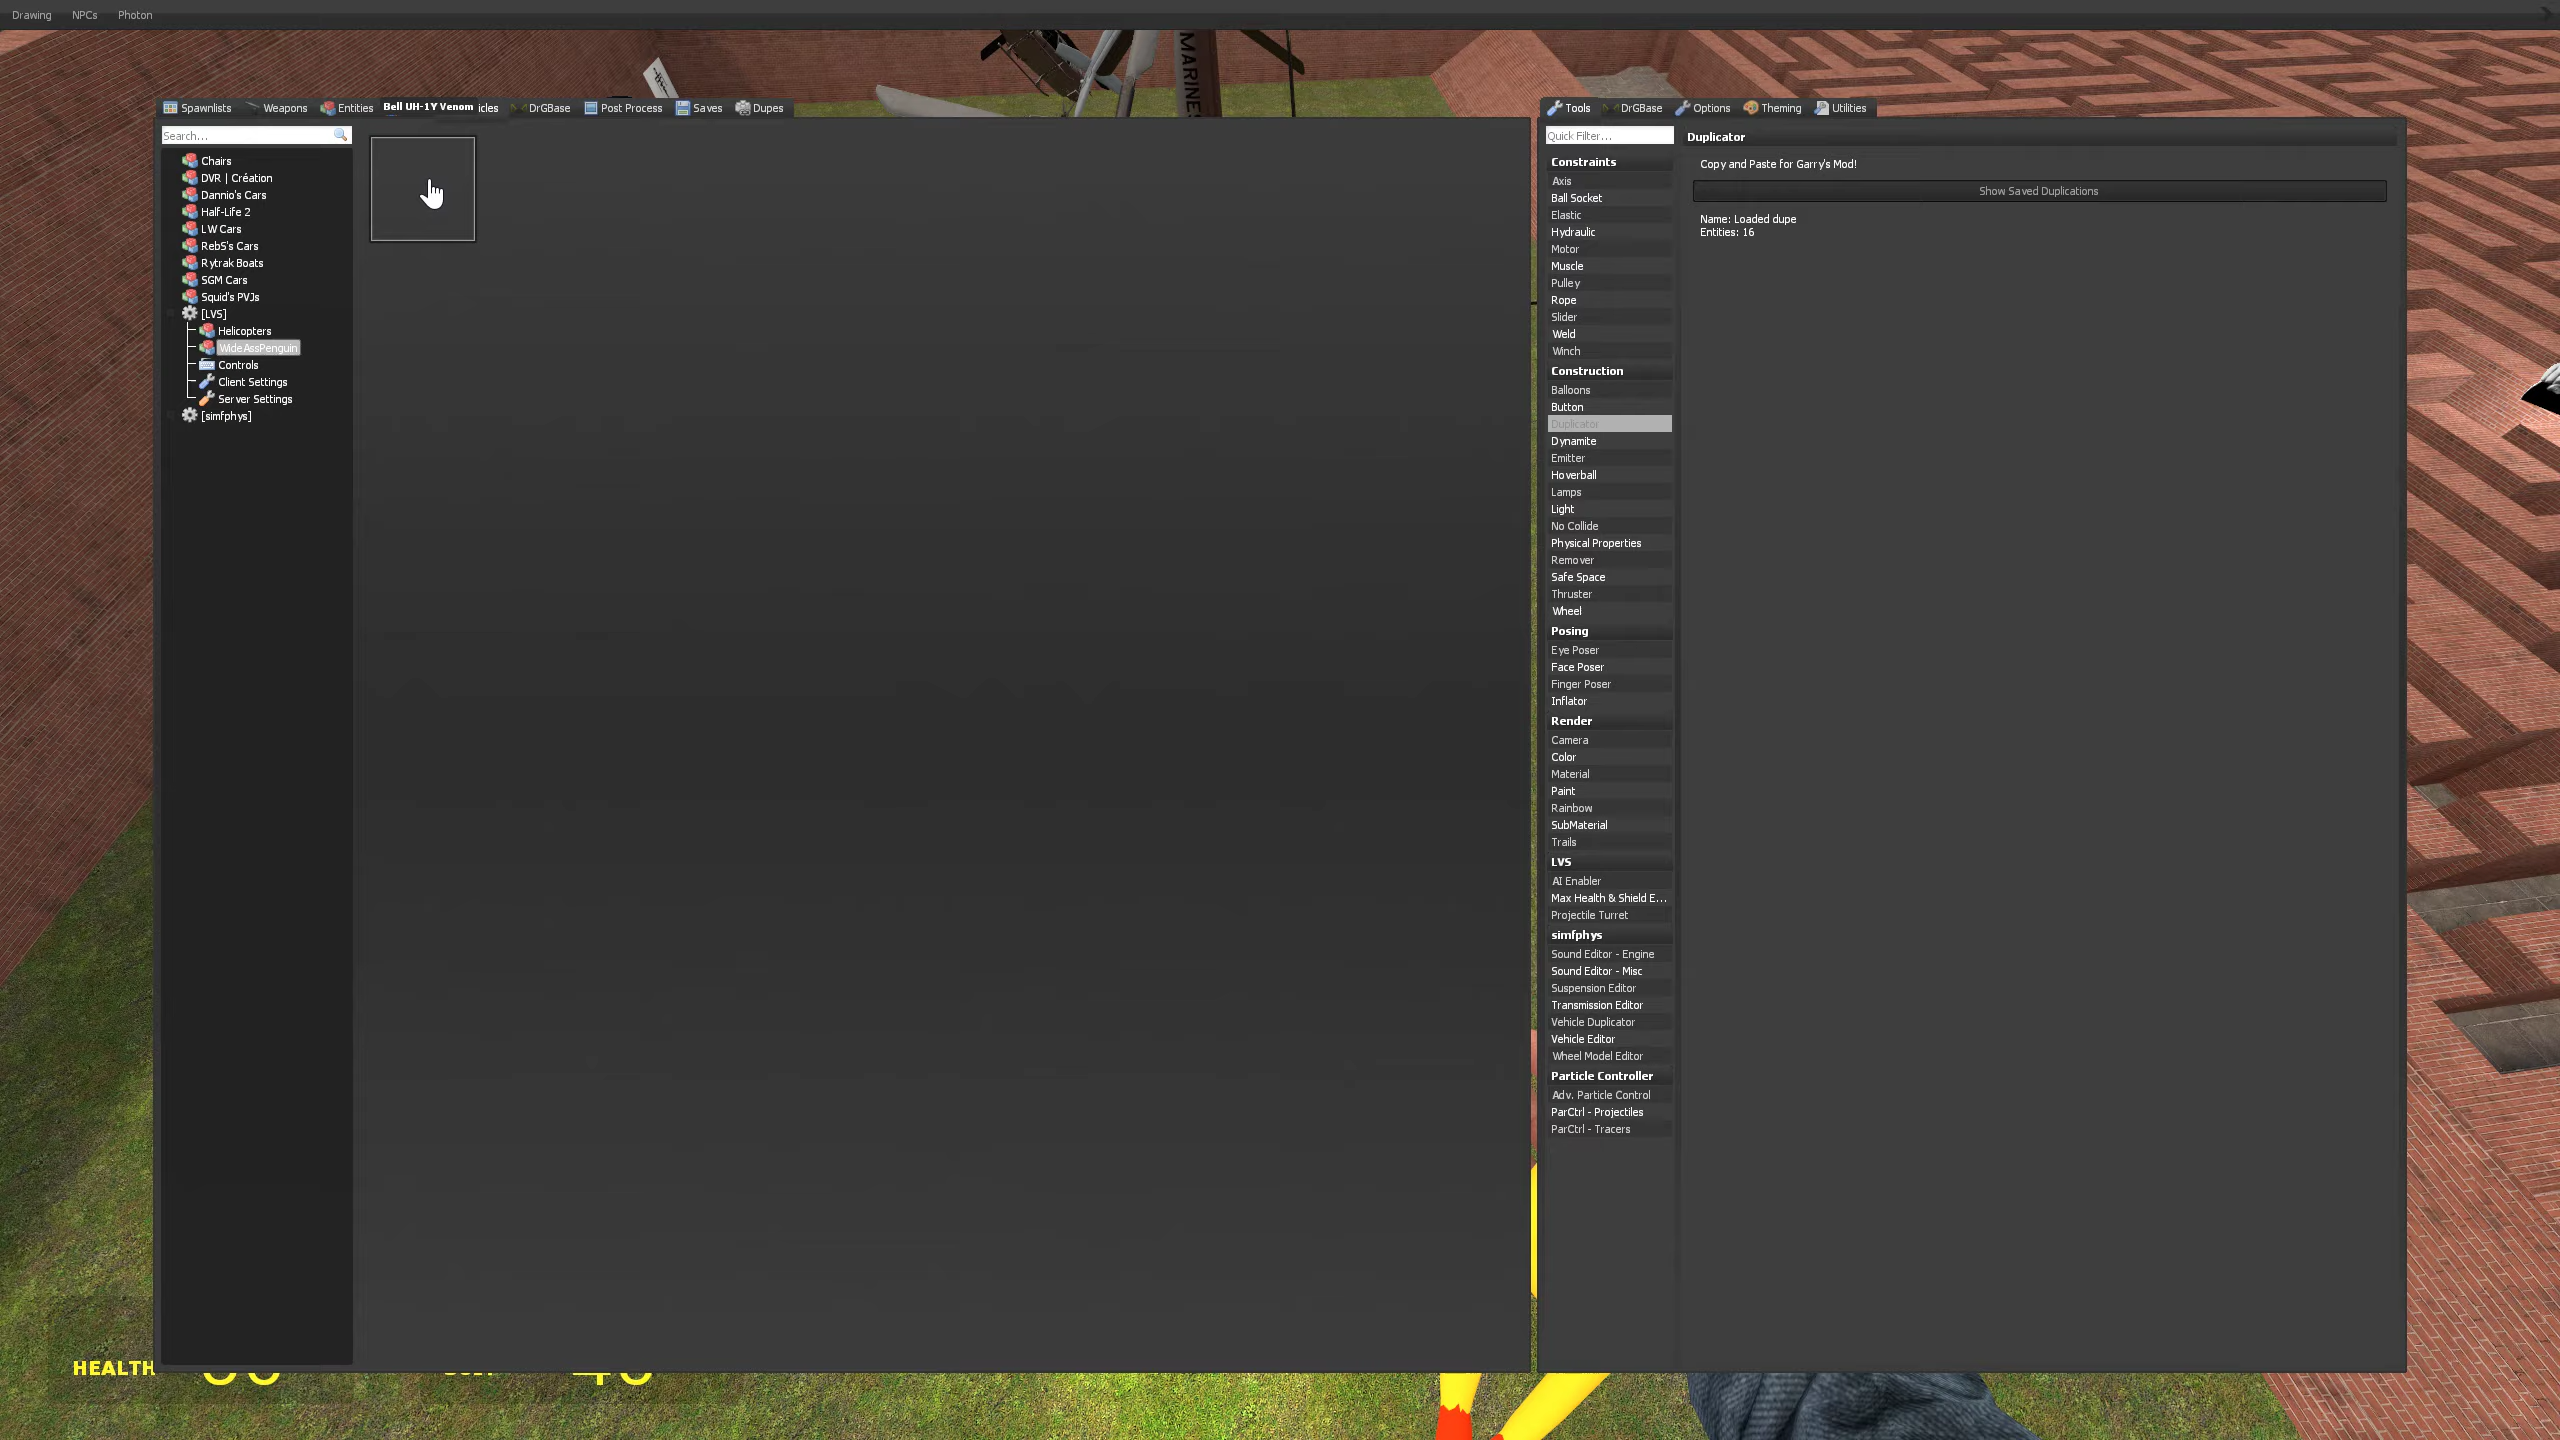 Drawing NPCs Photon
MARINES
Spawnlists Weapons Entities Bell UH-1Y Venom icles DrGBase Post Process Saves Dupes
Search...
Chairs
DVR | Création
Dannio's Cars
Half-Life 2
LW Cars
RebS's Cars
Rytrak Boats
SGM Cars
Squid's PVJs
[LVS]
Helicopters
WideAssPenguin
Controls
Client Settings
Server Settings
[simfphys]
HEALTH
Tools DrGBase Options Theming Utilities
Quick Filter...
Constraints
Axis
Ball Socket
Elastic
Hydraulic
Motor
Muscle
Pulley
Rope
Slider
Weld
Winch
Construction
Balloons
Button
Duplicator
Dynamite
Emitter
Hoverball
Lamps
Light
No Collide
Physical Properties
Remover
Safe Space
Thruster
Wheel
Posing
Eye Poser
Face Poser
Finger Poser
Inflator
Render
Camera
Color
Material
Paint
Rainbow
SubMaterial
Trails
LVS
AI Enabler
Max Health & Shield E...
Projectile Turret
simfphys
Sound Editor - Engine
Sound Editor - Misc
Suspension Editor
Transmission Editor
Vehicle Duplicator
Vehicle Editor
Wheel Model Editor
Particle Controller
Adv. Particle Control
ParCtrl - Projectiles
ParCtrl - Tracers
Duplicator
Copy and Paste for Garry's Mod!
Show Saved Duplications
Name: Loaded dupe
Entities: 16